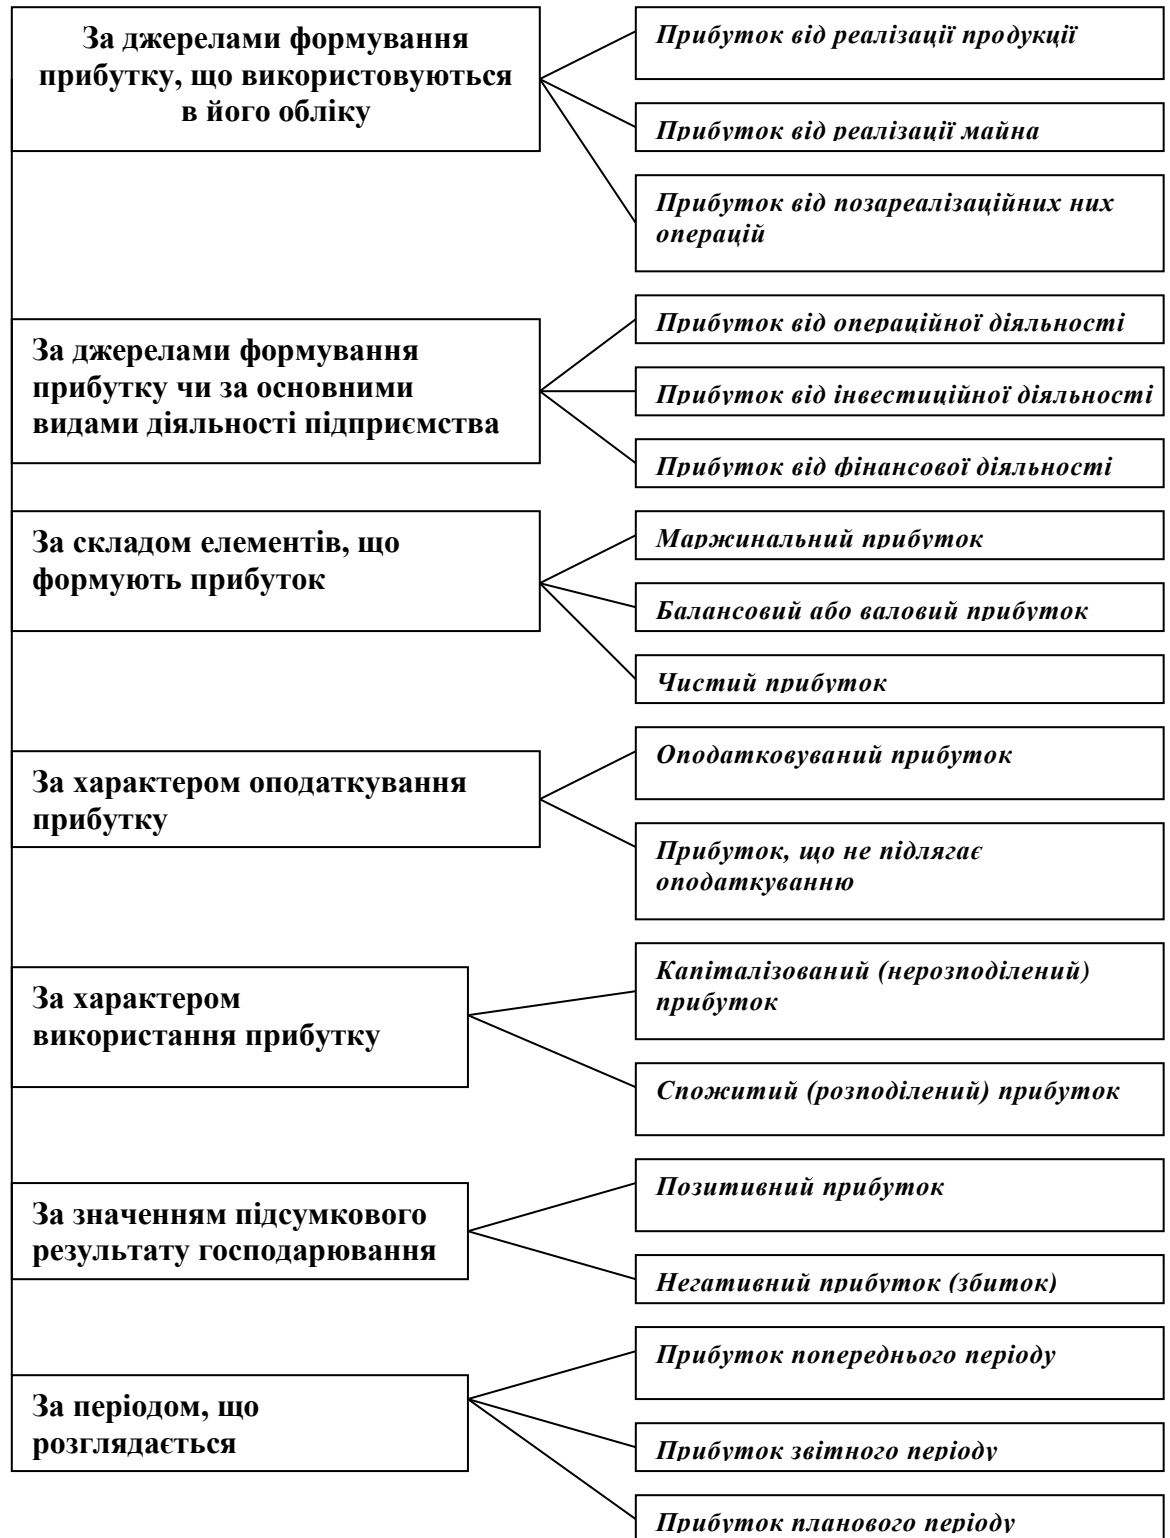 За джерелами формування
прибутку, що використовуються
в його обліку
Прибуток від реалізації продукції
Прибуток від реалізації майна
Прибуток від позареалізаційних них
операцій
За джерелами формування
прибутку чи за основними
видами діяльності підприємства
Прибуток від операційної діяльності
Прибуток від інвестиційної діяльності
Прибуток від фінансової діяльності
За складом елементів, що
формують прибуток
Маржинальний прибуток
Балансовий або валовий прибуток
Чистий прибуток
За характером оподаткування
прибутку
Оподатковуваний прибуток
Прибуток, що не підлягає
оподаткуванню
За характером
використання прибутку
Капіталізований (нерозподілений)
прибуток
Спожитий (розподілений) прибуток
За значенням підсумкового
результату господарювання
Позитивний прибуток
Негативний прибуток (збиток)
За періодом, що
розглядається
Прибуток попереднього періоду
Прибуток звітного періоду
Прибуток планового періоду